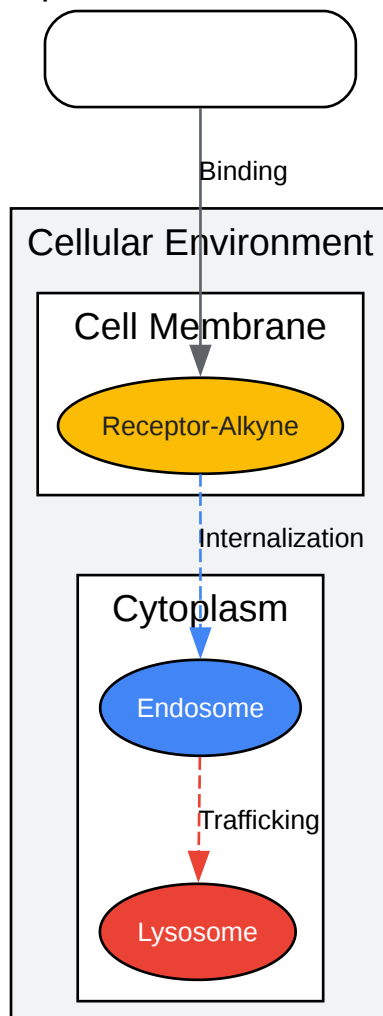 Binding
Cellular Environment
Cell Membrane
Receptor-Alkyne
Internalization
Cytoplasm
Endosome
Trafficking
Lysosome